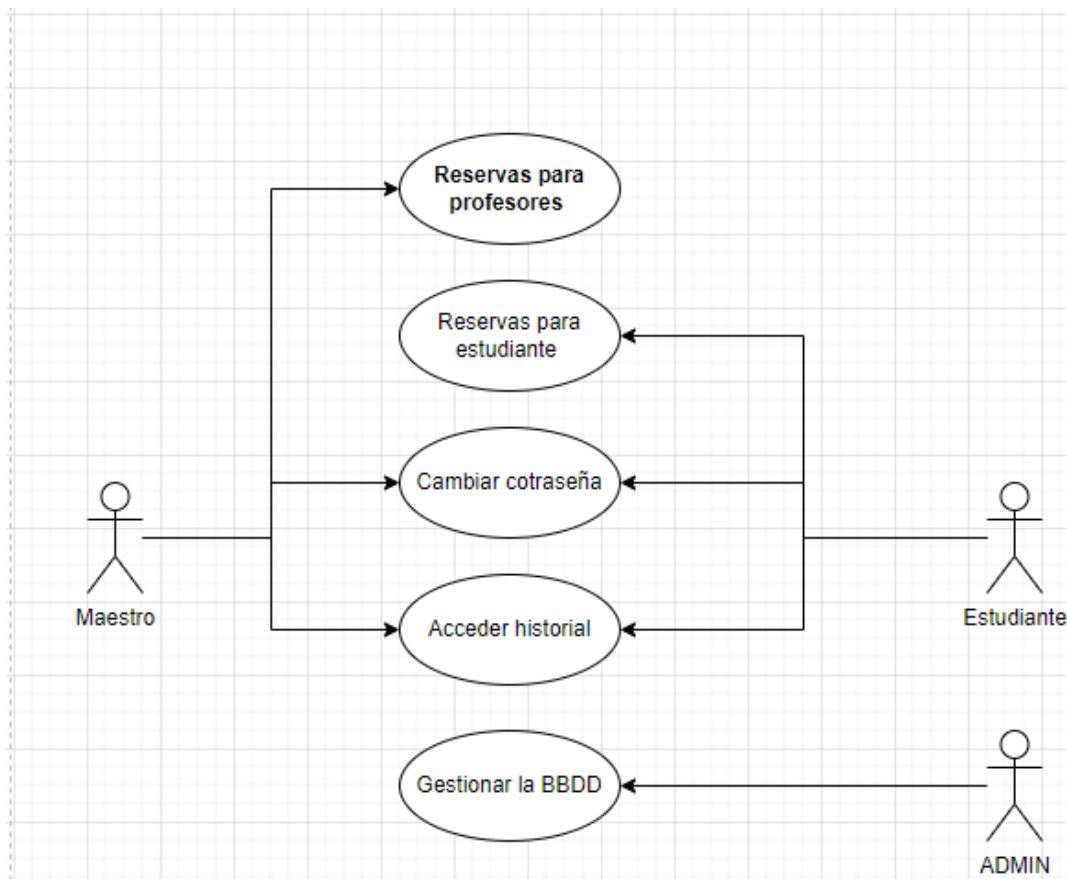 Reservas para
profesores
Reservas para
estudiante
Cambiar cotraseña
Maestro
Acceder historial
Estudiante
Gestionar la BBDD
ADMIN